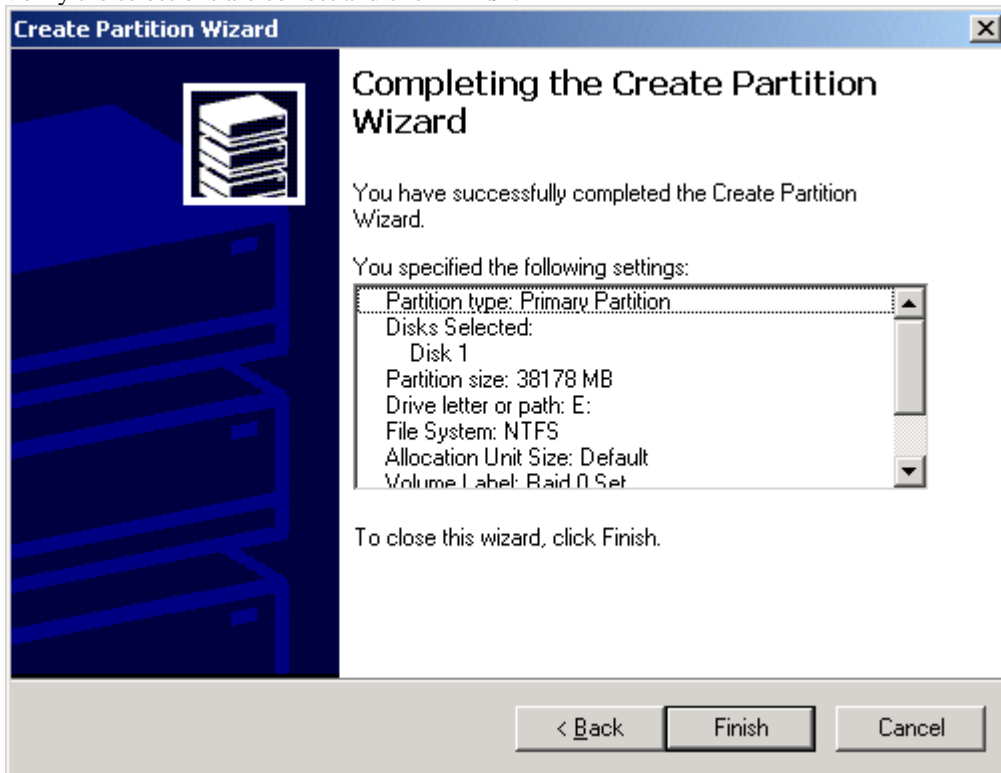 Create Partition Wizard
Completing the Create Partition
Wizard
You have successfully completed the Create Partition
Wizard.
You specified the following settings:
Partition type: Primary Partition
Disks Selected:
Disk 1
Partition size: 38178 MB
Drive letter or path: E:
File System: NTFS
Allocation Unit Size: Default
Volume Label: Raid 0 Set
To close this wizard, click Finish.
< Back
Finish
Cancel